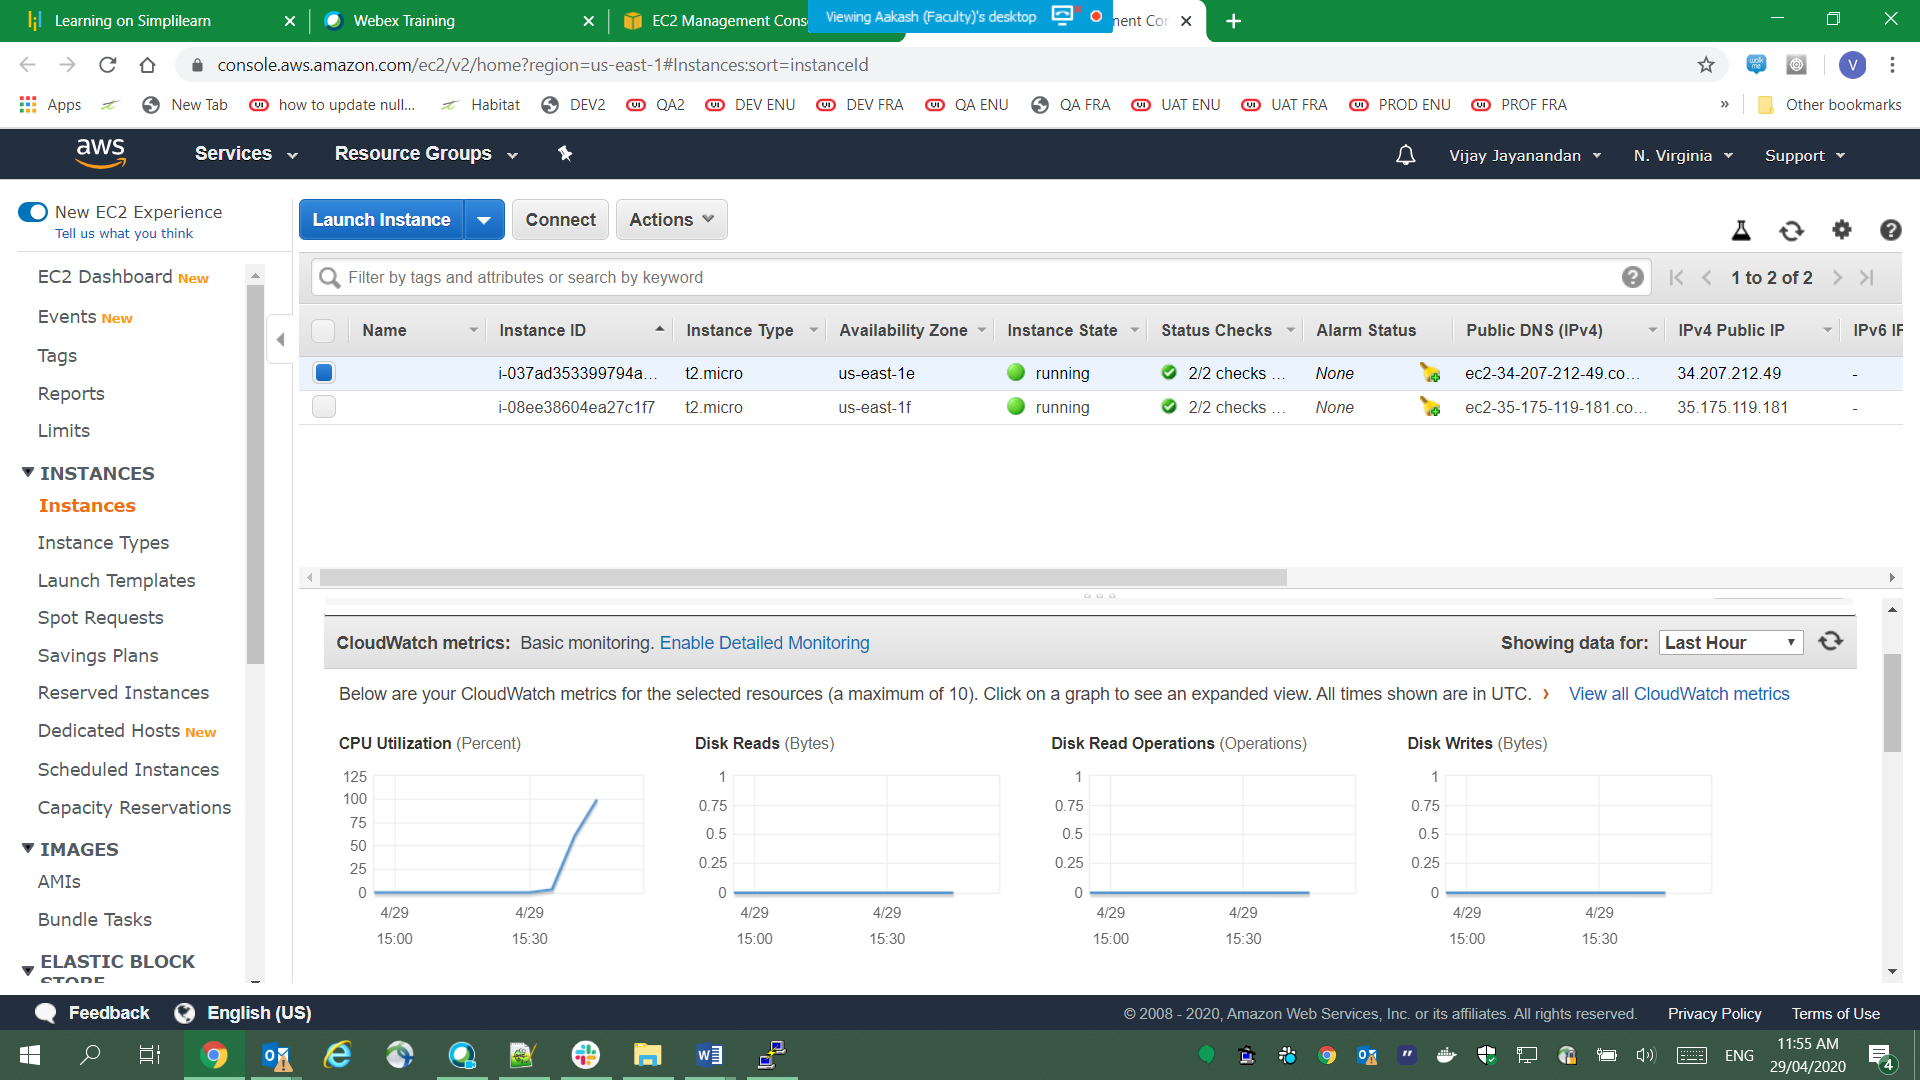 Learning on Simplilearn
Webex Training
EC2 Management Cons
Viewing Aakash (Faculty)'s desktop
ment Con
console.aws.amazon.com/ec2/v2/home?region=us-east-1#Instances:sort=instanceId
V
Apps
New Tab
how to update null...
Habitat
DEV2
QA2
DEV ENU
DEV FRA
QA ENU
QA FRA
UAT ENU
UAT FRA
PROD ENU
PROF FRA
»
Other bookmarks
aws
Services
Resource Groups
Vijay Jayanandan
N. Virginia
Support
New EC2 Experience
Tell us what you think
EC2 Dashboard New
Events New
Tags
Reports
Limits
INSTANCES
Instances
Instance Types
Launch Templates
Spot Requests
Savings Plans
Reserved Instances
Dedicated Hosts New
Scheduled Instances
Capacity Reservations
IMAGES
AMIs
Bundle Tasks
ELASTIC BLOCK
STORE
Launch Instance
Connect
Actions
Filter by tags and attributes or search by keyword
1 to 2 of 2
Name Instance ID Instance Type Availability Zone Instance State Status Checks Alarm Status Public DNS (IPv4) IPv4 Public IP IPv6 IP
i-037ad353399794a... t2.micro us-east-1e running 2/2 checks ... None ec2-34-207-212-49.co... 34.207.212.49 -
i-08ee38604ea27c1f7 t2.micro us-east-1f running 2/2 checks ... None ec2-35-175-119-181.co... 35.175.119.181 -
CloudWatch metrics: Basic monitoring. Enable Detailed Monitoring
Showing data for: Last Hour
Below are your CloudWatch metrics for the selected resources (a maximum of 10). Click on a graph to see an expanded view. All times shown are in UTC. › View all CloudWatch metrics
CPU Utilization (Percent)
125
100
75
50
25
0
4/29 4/29
15:00 15:30
Disk Reads (Bytes)
1
0.75
0.5
0.25
0
4/29 4/29
15:00 15:30
Disk Read Operations (Operations)
1
0.75
0.5
0.25
0
4/29 4/29
15:00 15:30
Disk Writes (Bytes)
1
0.75
0.5
0.25
0
4/29 4/29
15:00 15:30
Feedback
English (US)
© 2008 - 2020, Amazon Web Services, Inc. or its affiliates. All rights reserved.
Privacy Policy
Terms of Use
ENG
11:55 AM
29/04/2020
4